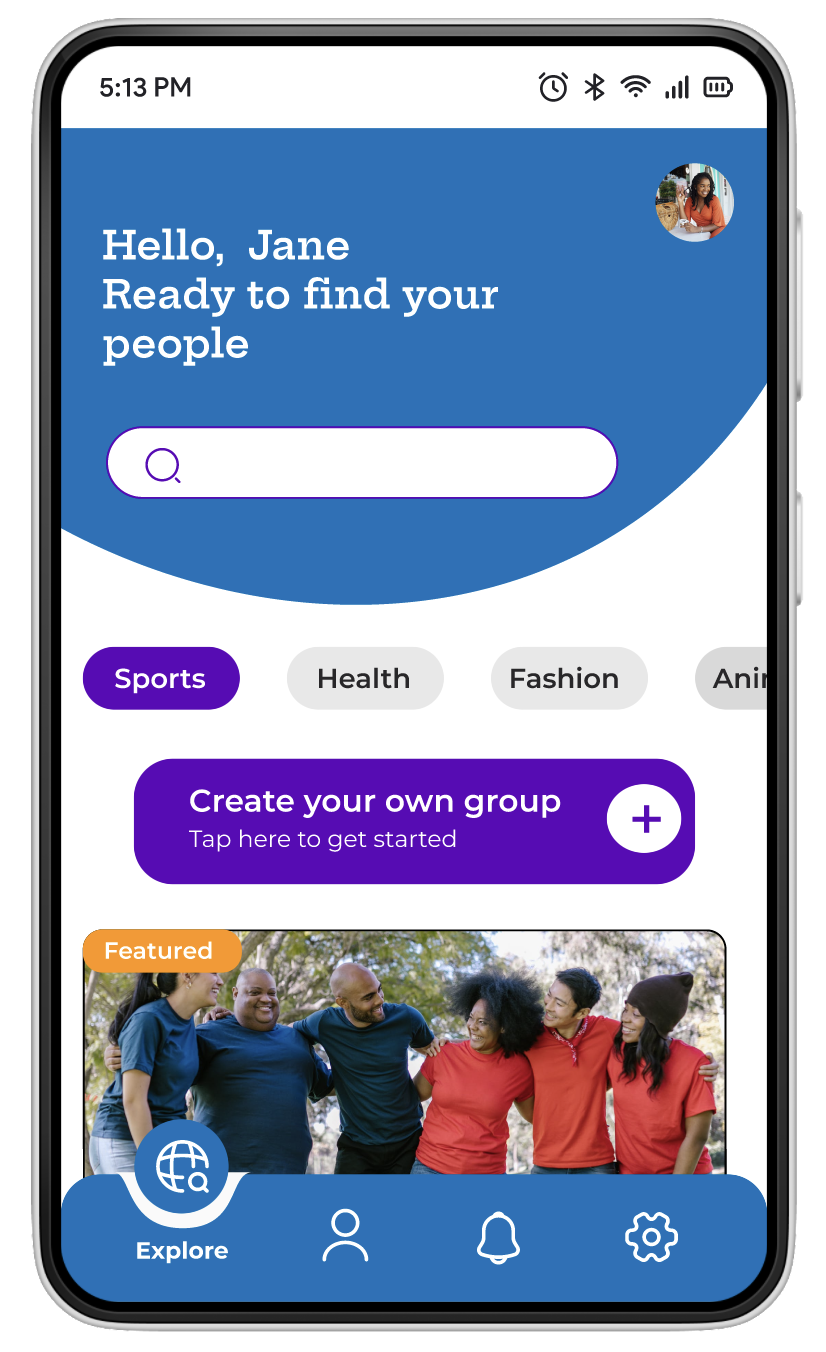 5:13 PM
Hello,  Jane
Ready to find your
people
Sports
Health
Fashion
Anir
Create your own group
Tap here to get started
Featured
Explore